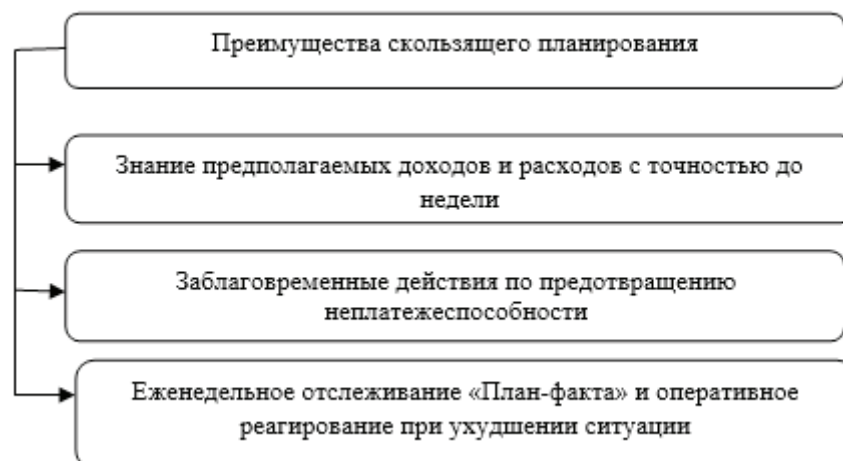 Преимущества скользящего планирования
Знание предполагаемых доходов и расходов с точностью до
недели
Заблаговременные действия по предотвращению
неплатежеспособности
Еженедельное отслеживание «План-факта» и оперативное
реагирование при ухудшении ситуации